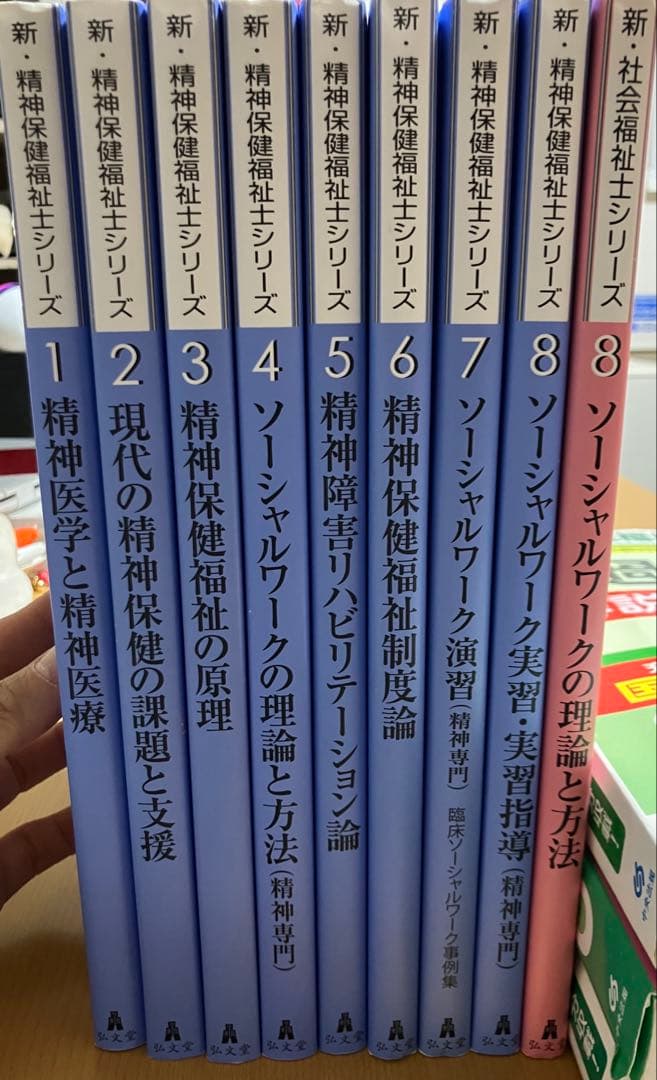 新・精神保健福祉士シリーズ
1
精神医学と精神医療
弘文堂
新・精神保健福祉士シリーズ
2
現代の精神保健の課題と支援
弘文堂
新・精神保健福祉士シリーズ
3
精神保健福祉の原理
弘文堂
新・精神保健福祉士シリーズ
4
ソーシャルワークの理論と方法(精神専門)
弘文堂
新・精神保健福祉士シリーズ
5
精神障害リハビリテーション論
弘文堂
新・精神保健福祉士シリーズ
6
精神保健福祉制度論
弘文堂
新・精神保健福祉士シリーズ
7
ソーシャルワーク演習(精神専門)
臨床ソーシャルワーク事例集
弘文堂
新・精神保健福祉士シリーズ
8
ソーシャルワーク実習・実習指導(精神専門)
弘文堂
新・社会福祉士シリーズ
8
ソーシャルワークの理論と方法
弘文堂
中央法規